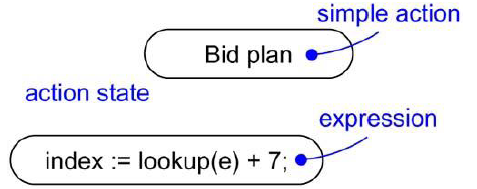 simple action
Bid plan
action state
expression
index := lookup(e) + 7;